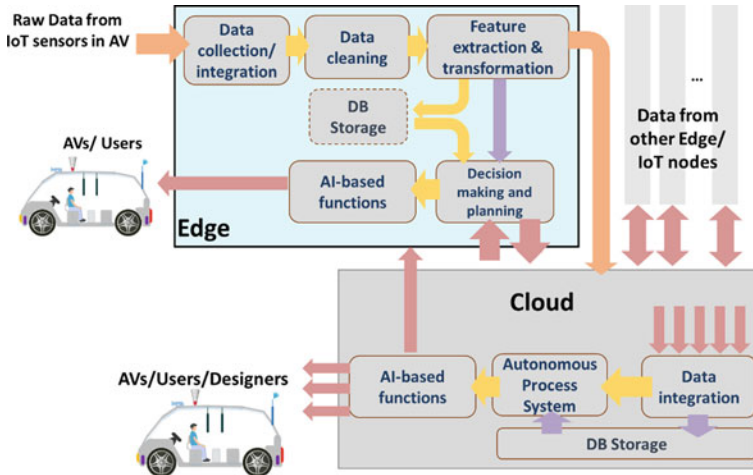 Raw Data from
IoT sensors in AV
Data
collection/
integration
Data
cleaning
Feature
extraction &
transformation
...
DB
Storage
Data from
other Edge/
IoT nodes
AVs/ Users
AI-based
functions
Decision
making and
planning
Edge
Cloud
AVs/Users/Designers
AI-based
functions
Autonomous
Process
System
Data
integration
DB Storage